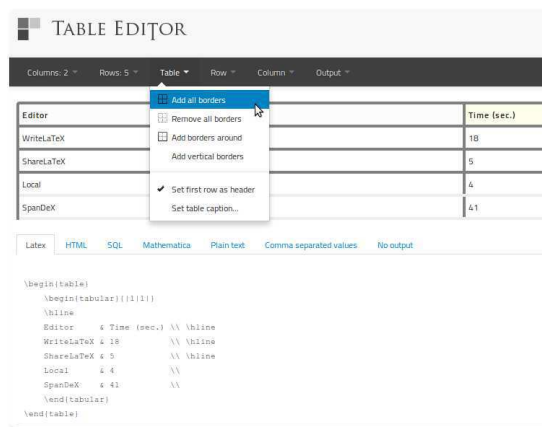 TABLE EDITOR
Columns: 2 Rows: 5 Table Row Column Output
Add all borders
Remove all borders
Add borders around
Add vertical borders
Set first row as header
Set table caption...
Editor Time (sec.)
WriteLaTeX 18
ShareLaTeX 5
Local 4
SpanDeX 41
Latex HTML SQL Mathematica Plain text Comma separated values No output
\begin{table}
\begin{tabular}{|l|l|}
\hline
Editor & Time (sec.) \\ \hline
WriteLaTeX & 18 \\ \hline
ShareLaTeX & 5 \\ \hline
Local & 4 \\
SpanDeX & 41 \\
\end{tabular}
\end{table}